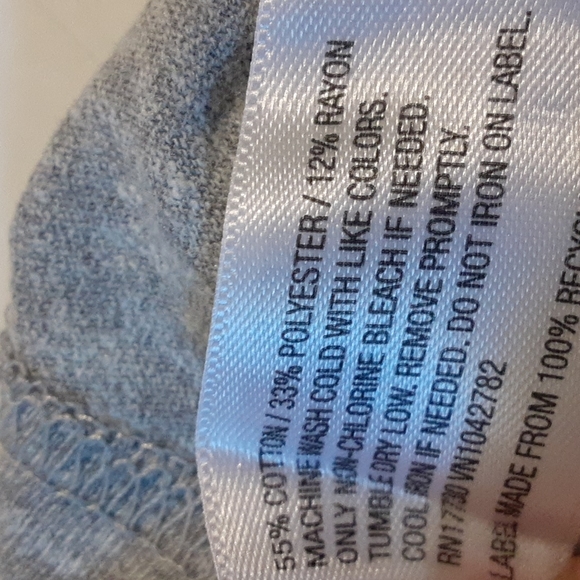 55% COTTON / 33% POLYESTER / 12% RAYON
MACHINE WASH COLD WITH LIKE COLORS.
ONLY NON-CHLORINE BLEACH IF NEEDED.
TUMBLE DRY LOW. REMOVE PROMPTLY.
COOL IRON IF NEEDED. DO NOT IRON ON LABEL.
RN17730 VN1042782
LABEL MADE FROM 100%